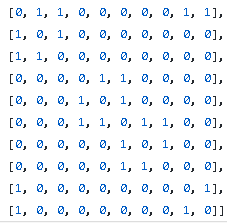 [0, 1, 1, 0, 0, 0, 0, 0, 1, 1],
[1, 0, 1, 0, 0, 0, 0, 0, 0, 0],
[1, 1, 0, 0, 0, 0, 0, 0, 0, 0],
[0, 0, 0, 0, 1, 1, 0, 0, 0, 0],
[0, 0, 0, 1, 0, 1, 0, 0, 0, 0],
[0, 0, 0, 1, 1, 0, 1, 1, 0, 0],
[0, 0, 0, 0, 0, 1, 0, 1, 0, 0],
[0, 0, 0, 0, 0, 1, 1, 0, 0, 0],
[1, 0, 0, 0, 0, 0, 0, 0, 0, 1],
[1, 0, 0, 0, 0, 0, 0, 0, 1, 0]]